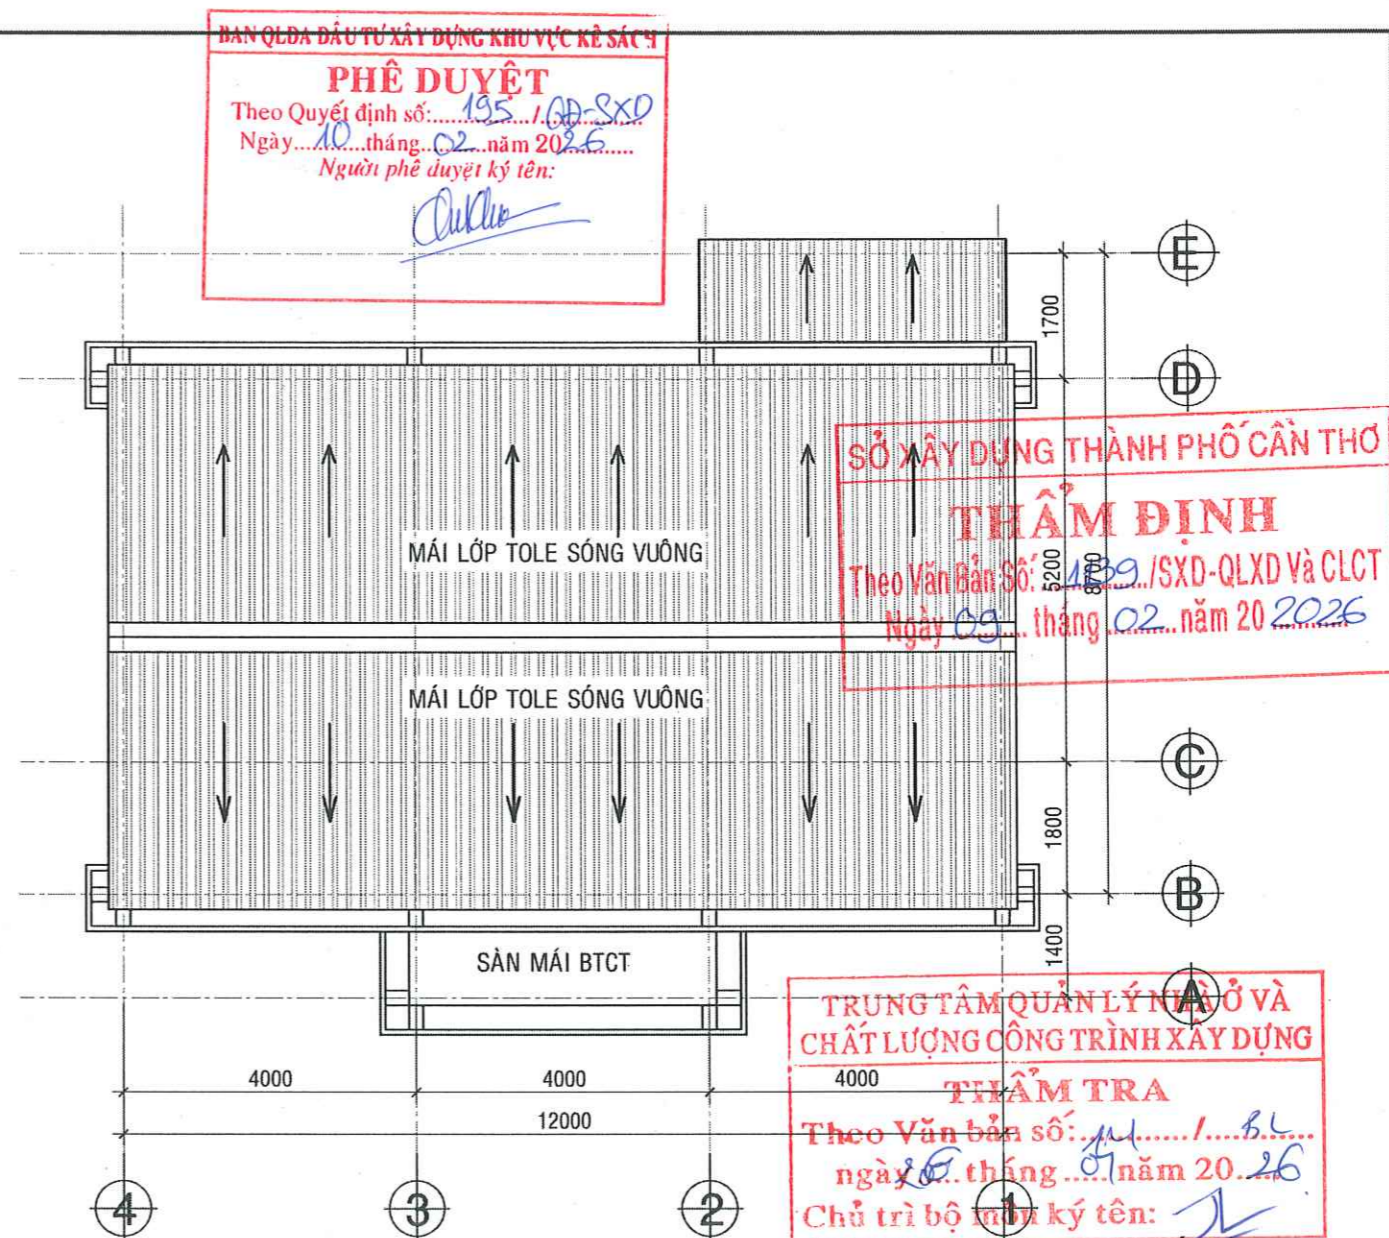 BAN QLDA ĐẦU TƯ XÂY DỰNG KHU VỰC KẾ SÁCH
PHÊ DUYỆT
Theo Quyết định số: 195 / QĐ-SXD
Ngày 10 tháng 02 năm 2026
Người phê duyệt ký tên:
E
1700
D
SỞ XÂY DỰNG THÀNH PHỐ CẦN THƠ
THẨM ĐỊNH
Theo Văn Bản Số: /SXD-QLXD Và CLCT
Ngày 09 tháng 02 năm 20 2026
MÁI LỚP TOLE SÓNG VUÔNG
5200
8700
MÁI LỚP TOLE SÓNG VUÔNG
C
1800
B
1400
SÀN MÁI BTCT
A
TRUNG TÂM QUẢN LÝ NHÀ Ở VÀ
CHẤT LƯỢNG CÔNG TRÌNH XÂY DỰNG
THẨM TRA
Theo Văn bản số: / BL
ngày 26 tháng 01 năm 2026
Chủ trì bộ môn ký tên:
4000 4000 4000
12000
4 3 2 1